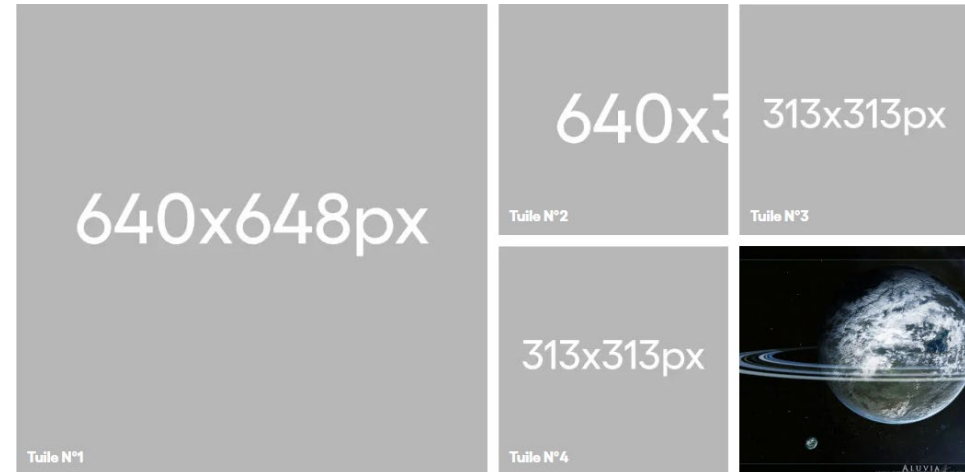 640x648px
Tuile N°1
640x3
Tuile N°2
313x313px
Tuile N°3
313x313px
Tuile N°4
ALUVIA